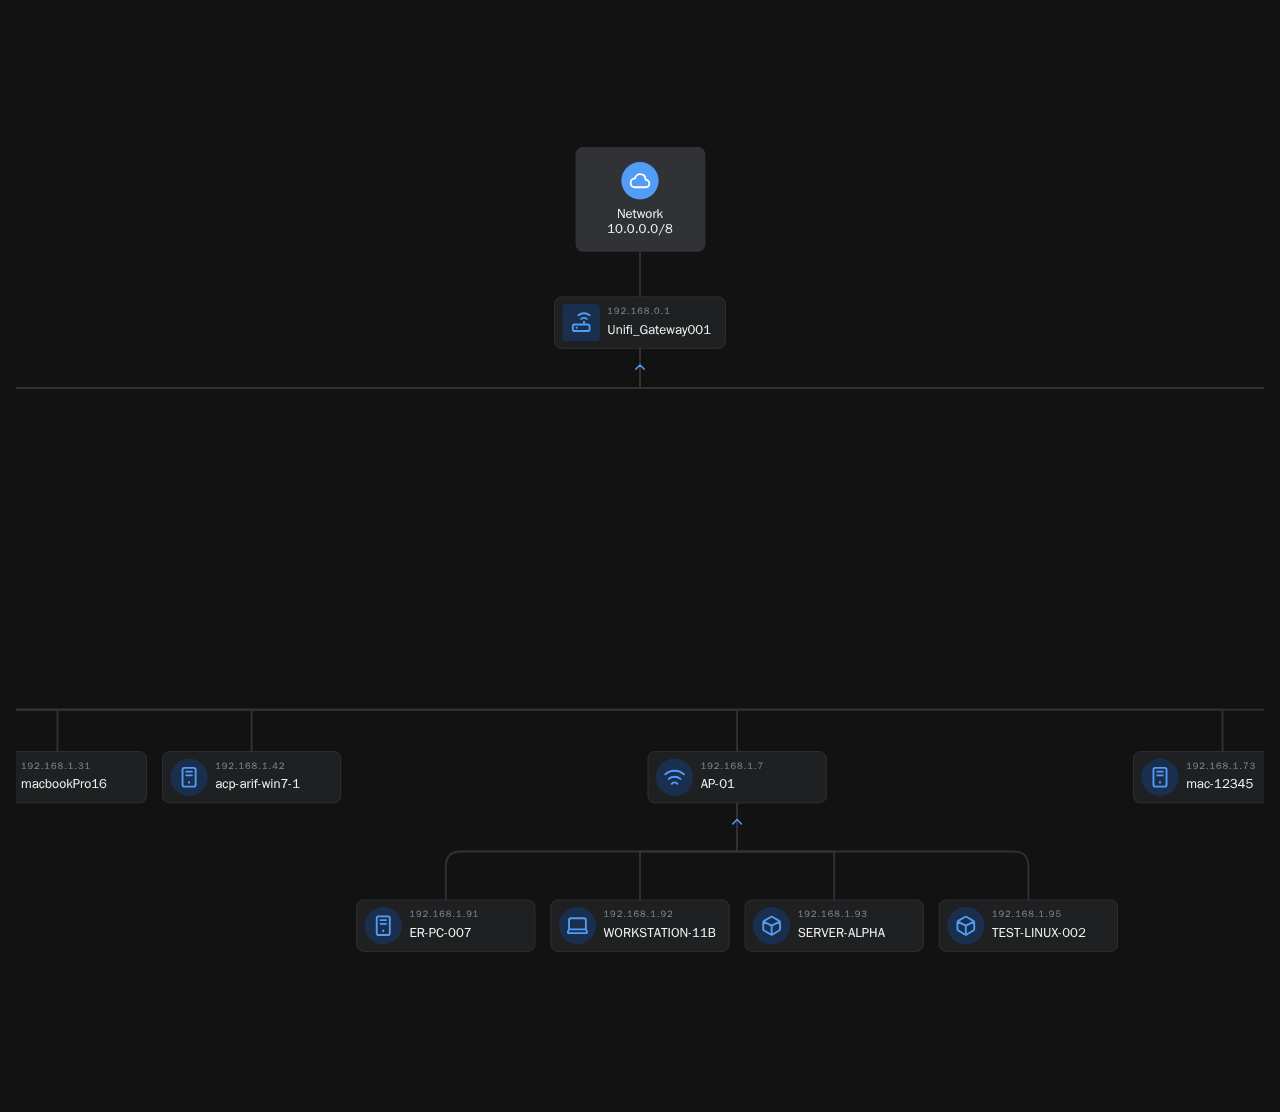 Network
10.0.0.0/8
192.168.0.1
Unifi_Gateway001
192.168.1.31
macbookPro16
192.168.1.42
acp-arif-win7-1
192.168.1.7
AP-01
192.168.1.73
mac-12345
192.168.1.91
ER-PC-007
192.168.1.92
WORKSTATION-11B
192.168.1.93
SERVER-ALPHA
192.168.1.95
TEST-LINUX-002